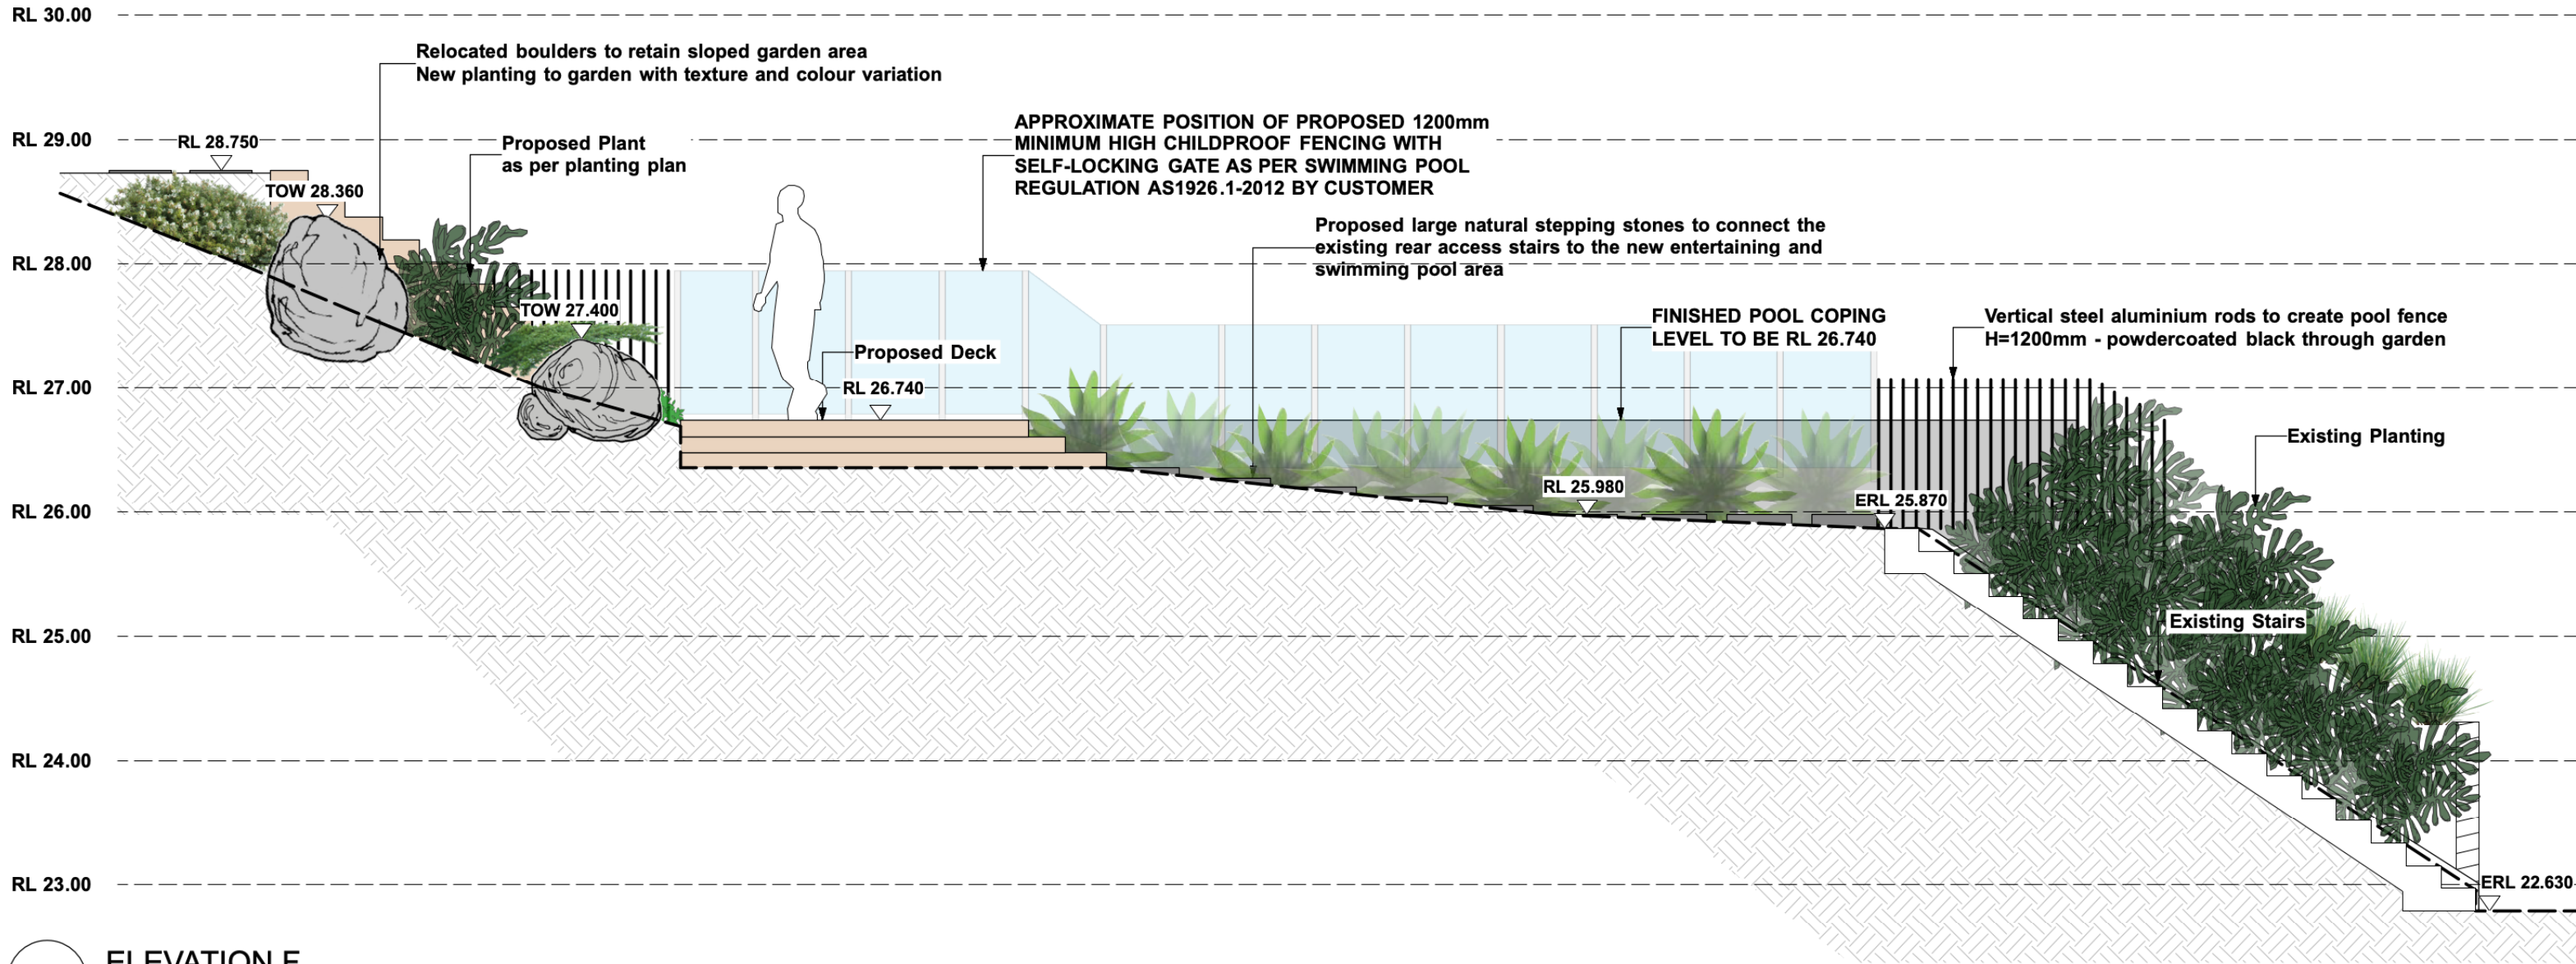 RL 30.00
Relocated boulders to retain sloped garden area
New planting to garden with texture and colour variation
RL 29.00
RL 28.750
Proposed Plant
as per planting plan
APPROXIMATE POSITION OF PROPOSED 1200mm
MINIMUM HIGH CHILDPROOF FENCING WITH
SELF-LOCKING GATE AS PER SWIMMING POOL
REGULATION AS1926.1-2012 BY CUSTOMER
TOW 28.360
Proposed large natural stepping stones to connect the
existing rear access stairs to the new entertaining and
swimming pool area
RL 28.00
TOW 27.400
FINISHED POOL COPING
LEVEL TO BE RL 26.740
Vertical steel aluminium rods to create pool fence
H=1200mm - powdercoated black through garden
Proposed Deck
RL 27.00
RL 26.740
Existing Planting
RL 25.980
ERL 25.870
RL 26.00
Existing Stairs
RL 25.00
RL 24.00
RL 23.00
ERL 22.630
ELEVATION E